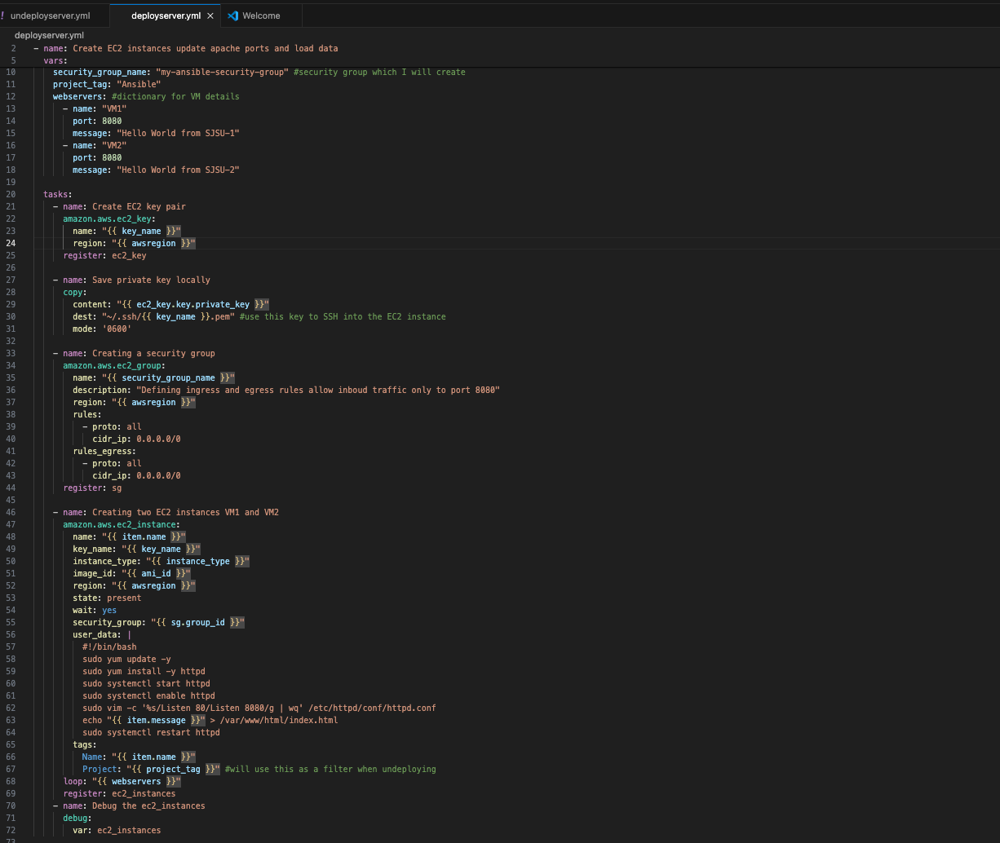 ! undeployserver.yml
deployserver.yml ×
Welcome
deployserver.yml
2 - name: Create EC2 instances update apache ports and load data
5 vars:
10 security_group_name: "my-ansible-security-group" #security group which I will create
11 project_tag: "Ansible"
12 webservers: #dictionary for VM details
13 - name: "VM1"
14 port: 8080
15 message: "Hello World from SJSU-1"
16 - name: "VM2"
17 port: 8080
18 message: "Hello World from SJSU-2"
19
20 tasks:
21 - name: Create EC2 key pair
22 amazon.aws.ec2_key:
23 name: "{{ key_name }}"
24 region: "{{ awsregion }}"
25 register: ec2_key
26
27 - name: Save private key locally
28 copy:
29 content: "{{ ec2_key.key.private_key }}"
30 dest: "~/.ssh/{{ key_name }}.pem" #use this key to SSH into the EC2 instance
31 mode: '0600'
32
33 - name: Creating a security group
34 amazon.aws.ec2_group:
35 name: "{{ security_group_name }}"
36 description: "Defining ingress and egress rules allow inboud traffic only to port 8080"
37 region: "{{ awsregion }}"
38 rules:
39 - proto: all
40 cidr_ip: 0.0.0.0/0
41 rules_egress:
42 - proto: all
43 cidr_ip: 0.0.0.0/0
44 register: sg
45
46 - name: Creating two EC2 instances VM1 and VM2
47 amazon.aws.ec2_instance:
48 name: "{{ item.name }}"
49 key_name: "{{ key_name }}"
50 instance_type: "{{ instance_type }}"
51 image_id: "{{ ami_id }}"
52 region: "{{ awsregion }}"
53 state: present
54 wait: yes
55 security_group: "{{ sg.group_id }}"
56 user_data: |
57 #!/bin/bash
58 sudo yum update -y
59 sudo yum install -y httpd
60 sudo systemctl start httpd
61 sudo systemctl enable httpd
62 sudo vim -c '%s/Listen 80/Listen 8080/g | wq' /etc/httpd/conf/httpd.conf
63 echo "{{ item.message }}" > /var/www/html/index.html
64 sudo systemctl restart httpd
65 tags:
66 Name: "{{ item.name }}"
67 Project: "{{ project_tag }}" #will use this as a filter when undeploying
68 loop: "{{ webservers }}"
69 register: ec2_instances
70 - name: Debug the ec2_instances
71 debug:
72 var: ec2_instances
73